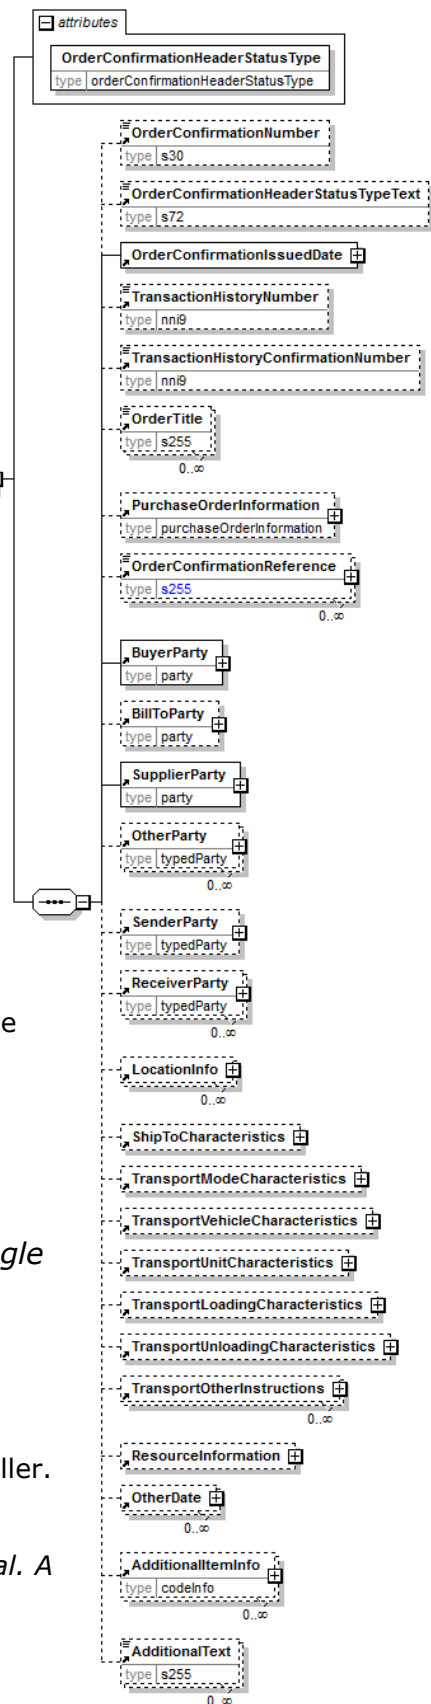 attributes
OrderConfirmationHeaderStatusType
type orderConfirmationHeaderStatusType
OrderConfirmationNumber
type s30
OrderConfirmationHeaderStatusTypeText
type s72
OrderConfirmationIssuedDate
TransactionHistoryNumber
type nni9
TransactionHistoryConfirmationNumber
type nni9
OrderTitle
type s255
0..∞
PurchaseOrderInformation
type purchaseOrderInformation
OrderConfirmationReference
type s255
0..∞
BuyerParty
type party
BillToParty
type party
SupplierParty
type party
OtherParty
type typedParty
0..∞
SenderParty
type typedParty
ReceiverParty
type typedParty
e
0..∞
LocationInfo
0..∞
ShipToCharacteristics
TransportModeCharacteristics
TransportVehicleCharacteristics
gle
TransportUnitCharacteristics
TransportLoadingCharacteristics
TransportUnloadingCharacteristics
TransportOtherInstructions
0..∞
ResourceInformation
ller.
OtherDate
0..∞
AdditionalItemInfo
al. A
type codeInfo
0..∞
AdditionalText
type s255
0..∞